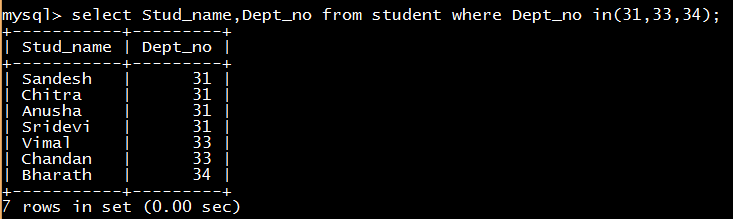 mysql> select Stud_name,Dept_no from student where Dept_no in(31,33,34);
+-----------+---------+
| Stud_name | Dept_no |
+-----------+---------+
| Sandesh   |      31 |
| Chitra    |      31 |
| Anusha    |      31 |
| Sridevi   |      31 |
| Vimal     |      33 |
| Chandan   |      33 |
| Bharath   |      34 |
+-----------+---------+
7 rows in set (0.00 sec)